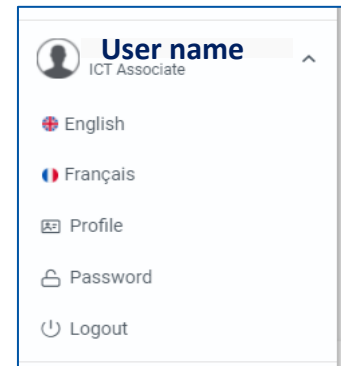 User name
ICT Associate
English
Français
Profile
Password
Logout